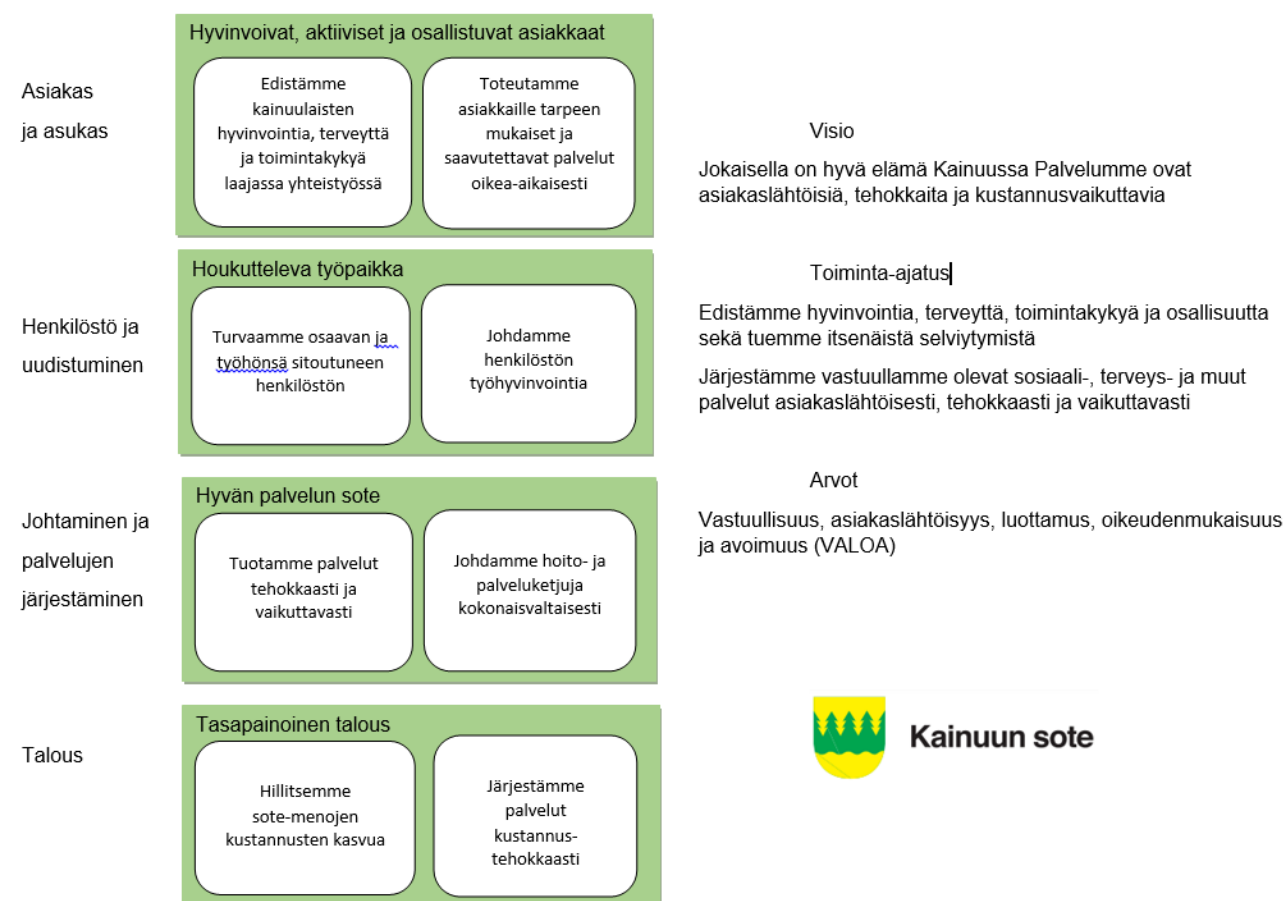 Hyvinvoivat, aktiiviset ja osallistuvat asiakkaat
Asiakas
ja asukas
Edistämme
kainuulaisten
hyvinvointia, terveyttä
ja toimintakykyä
laajassa yhteistyössä
Toteutamme
asiakkaille tarpeen
mukaiset ja
saavutettavat palvelut
oikea-aikaisesti
Houkutteleva työpaikka
Henkilöstö ja
uudistuminen
Turvaamme osaavan ja
työhönsä sitoutuneen
henkilöstön
Johdamme
henkilöstön
työhyvinvointia
Hyvän palvelun sote
Johtaminen ja
palvelujen
järjestäminen
Tuotamme palvelut
tehokkaasti ja
vaikuttavasti
Johdamme hoito- ja
palveluketjuja
kokonaisvaltaisesti
Tasapainoinen talous
Talous
Hillitsemme
sote-menojen
kustannusten kasvua
Järjestämme
palvelut
kustannus-
tehokkaasti
Visio
Jokaisella on hyvä elämä Kainuussa Palvelumme ovat
asiakaslähtöisiä, tehokkaita ja kustannusvaikuttavia
Toiminta-ajatus
Edistämme hyvinvointia, terveyttä, toimintakykyä ja osallisuutta
sekä tuemme itsenäistä selviytymistä
Järjestämme vastuullamme olevat sosiaali-, terveys- ja muut
palvelut asiakaslähtöisesti, tehokkaasti ja vaikuttavasti
Arvot
Vastuullisuus, asiakaslähtöisyys, luottamus, oikeudenmukaisuus
ja avoimuus (VALOA)
Kainuun sote